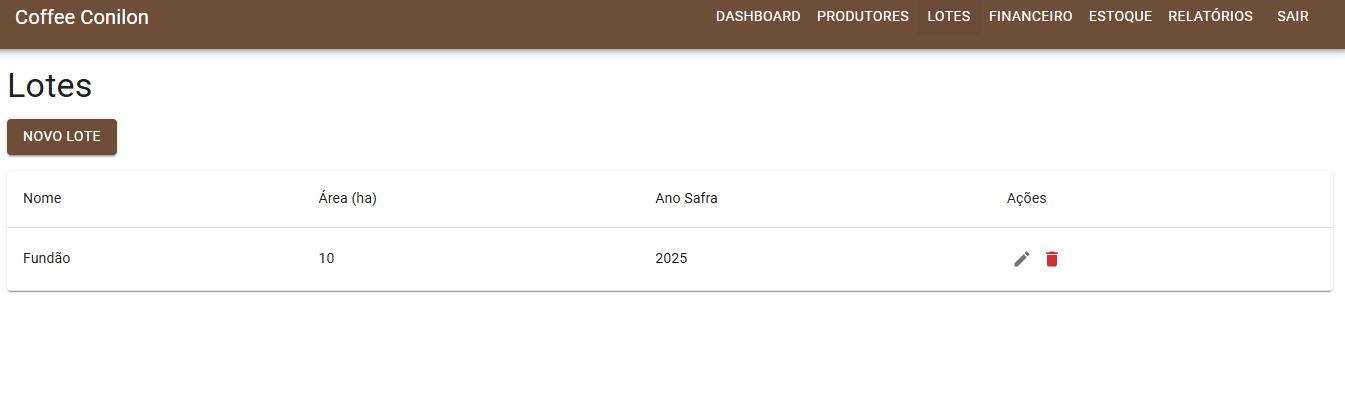 Coffee Conilon DASHBOARD PRODUTORES LOTES FINANCEIRO ESTOQUE RELATÓRIOS SAIR
Lotes
NOVO LOTE
Nome Área (ha) Ano Safra Ações
Fundão 10 2025